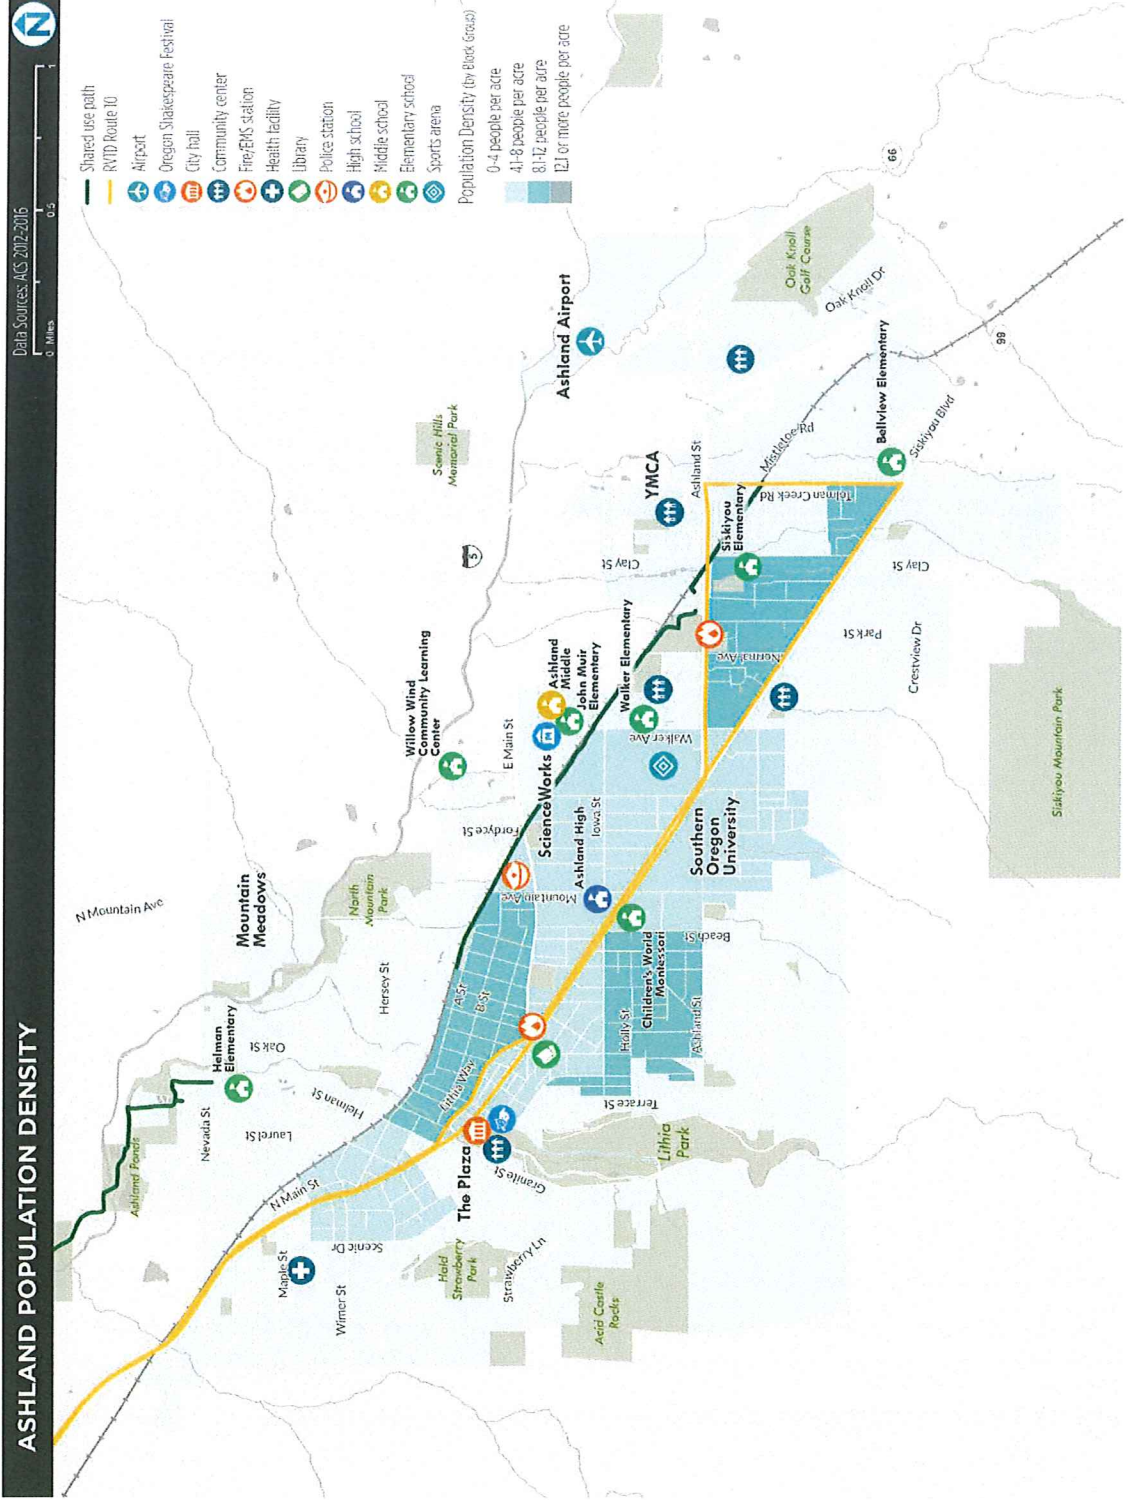 ASHLAND POPULATION DENSITY
Data Sources: ACS 2012-2016
0 Miles
0.5
1
N
Shared use path
RVTD Route 10
Airport
Oregon Shakespeare Festival
City hall
Community center
Fire/EMS station
Health facility
Library
Police station
High school
Middle school
Elementary school
Sports arena
Population Density (by Block Group)
0-4 people per acre
4.1-8 people per acre
8.1-12 people per acre
12.1 or more people per acre
N Mountain Ave
Ashland Ponds
Nevada St
Helman
Elementary
Oak St
Laurel St
Helman St
Mountain
Meadows
Hersey St
North
Mountain
Park
Willow Wind
Community Learning
Center
5
Scenic Hills
Memorial Park
Ashland Airport
Maple St
N Main St
Wimer St
Scenic Dr
Hald
Strawberry
Park
Strawberry Ln
The Plaza
Granite St
Lithia Way
A St
B St
Fordyce St
E Main St
Mountain Ave
ScienceWorks
Ashland
Middle
John Muir
Elementary
Ashland High
Iowa St
Walker Elementary
Walker Ave
Clay St
YMCA
Ashland St
Acid Castle
Rocks
Terrace St
Lithia
Park
Holly St
Children's World
Montessori
Ashland St
Beach St
Southern
Oregon
University
Normal Ave
Siskiyou
Elementary
Tolman Creek Rd
Mistletoe Rd
Oak Knoll
Golf Course
Oak Knoll Dr
66
Bellview Elementary
Siskiyou Blvd
99
Clay St
Park St
Crestview Dr
Siskiyou Mountain Park